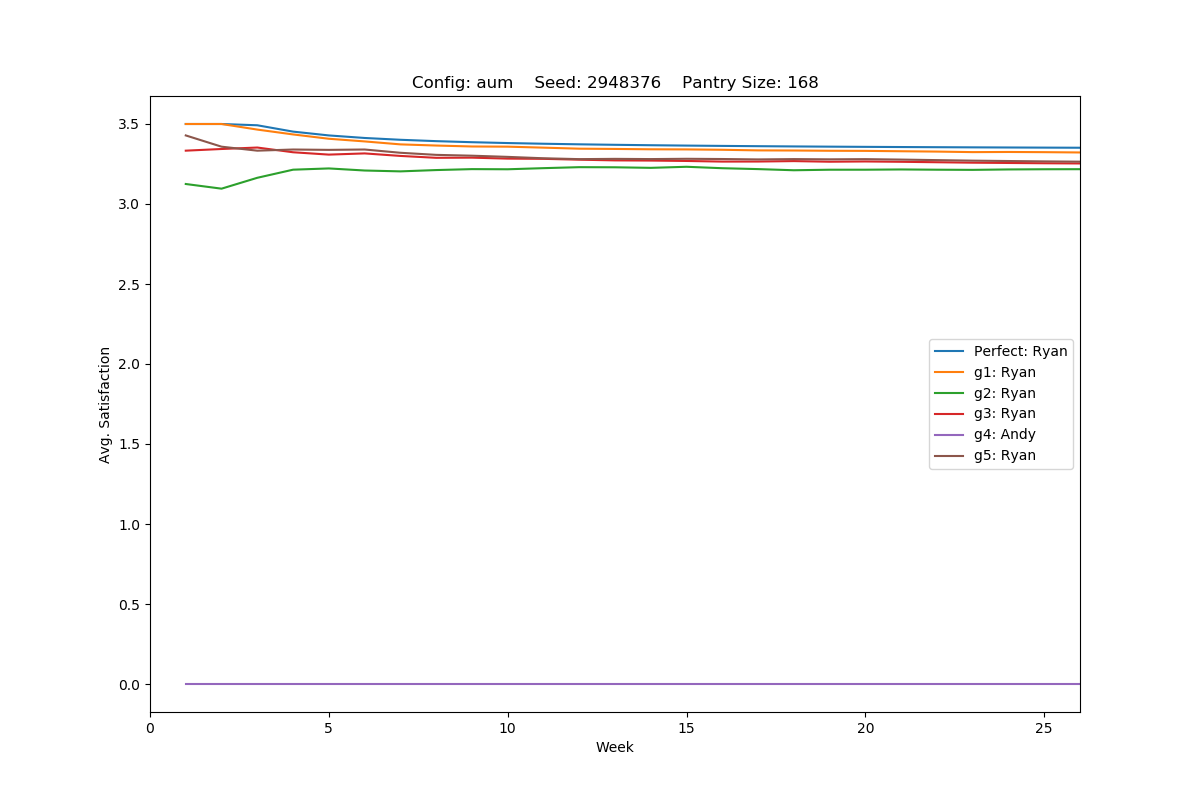 Config: aum    Seed: 2948376    Pantry Size: 168
Avg. Satisfaction
3.5
3.0
2.5
2.0
1.5
1.0
0.5
0.0
Perfect: Ryan
g1: Ryan
g2: Ryan
g3: Ryan
g4: Andy
g5: Ryan
0 5 10 15 20 25
Week